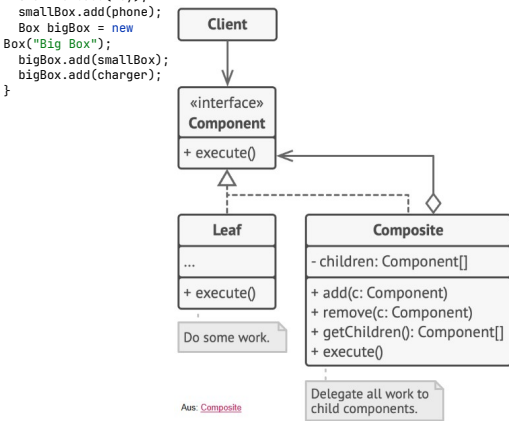 smallBox.add(phone);
Box bigBox = new
Box("Big Box");
bigBox.add(smallBox);
bigBox.add(charger);
}
Client
«interface»
Component
+ execute()
Leaf
...
+ execute()
Do some work.
Composite
- children: Component[]
+ add(c: Component)
+ remove(c: Component)
+ getChildren(): Component[]
+ execute()
Delegate all work to
child components.
Aus: Composite